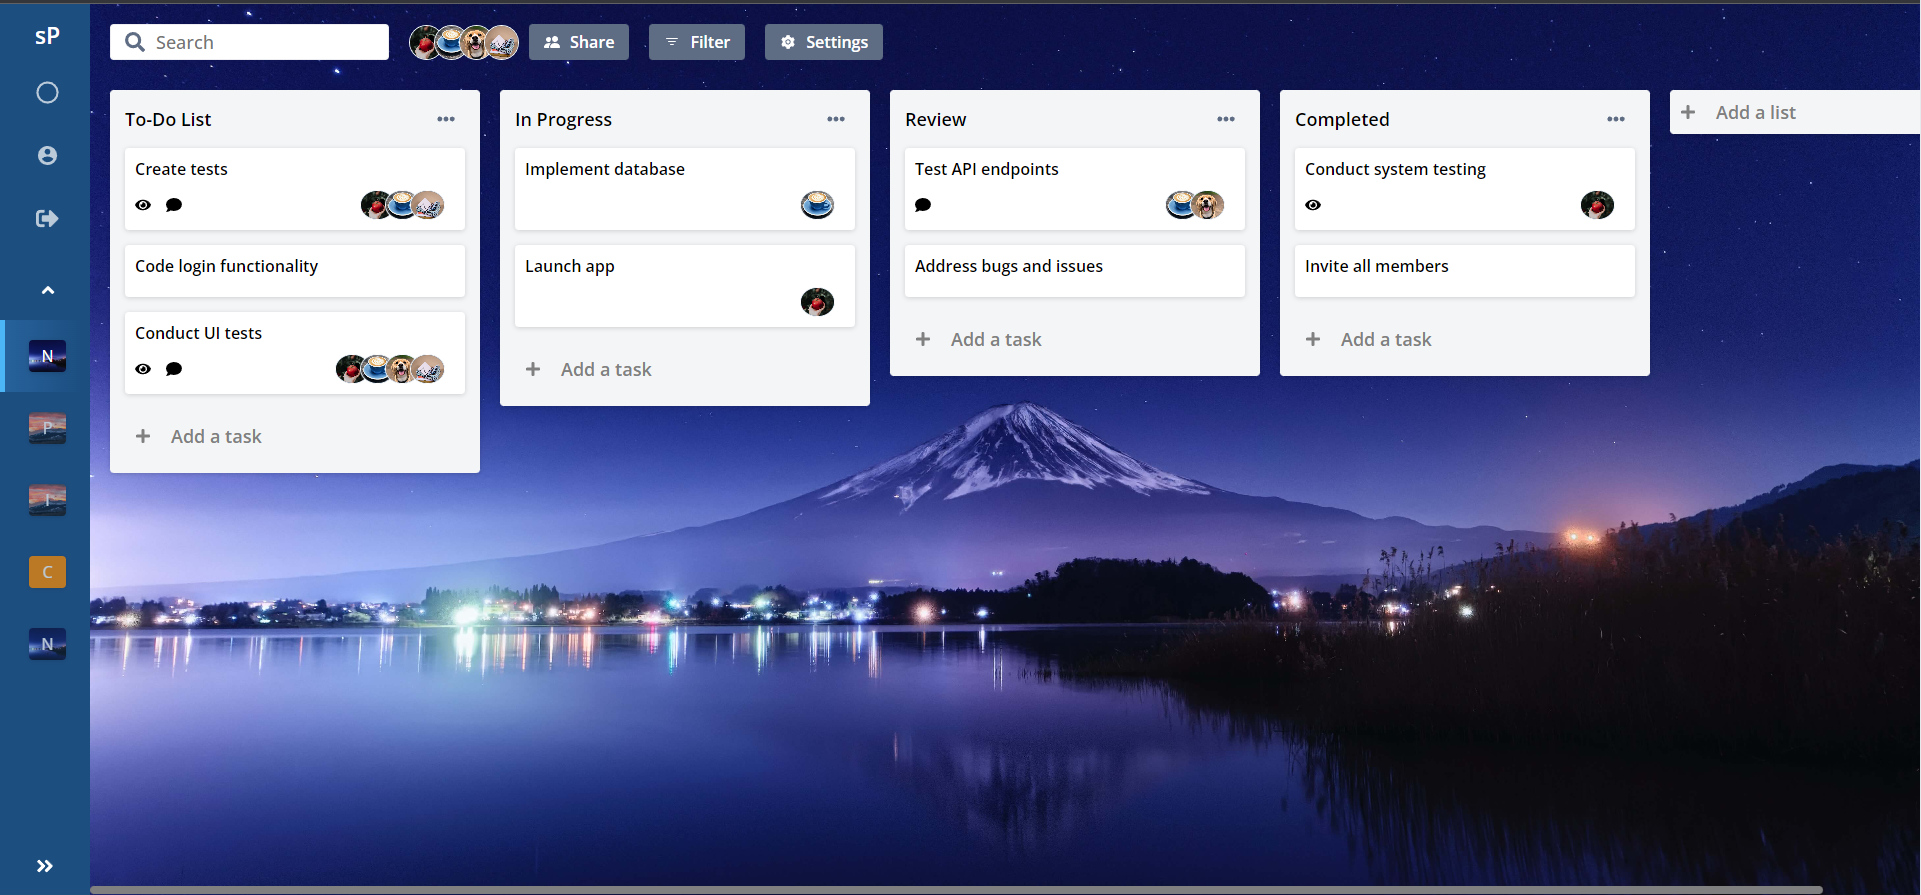 sP
Search
Share
Filter
Settings
To-Do List
Create tests
Code login functionality
Conduct UI tests
Add a task
In Progress
Implement database
Launch app
Add a task
Review
Test API endpoints
Address bugs and issues
Add a task
Completed
Conduct system testing
Invite all members
Add a task
Add a list
N
P
I
C
N